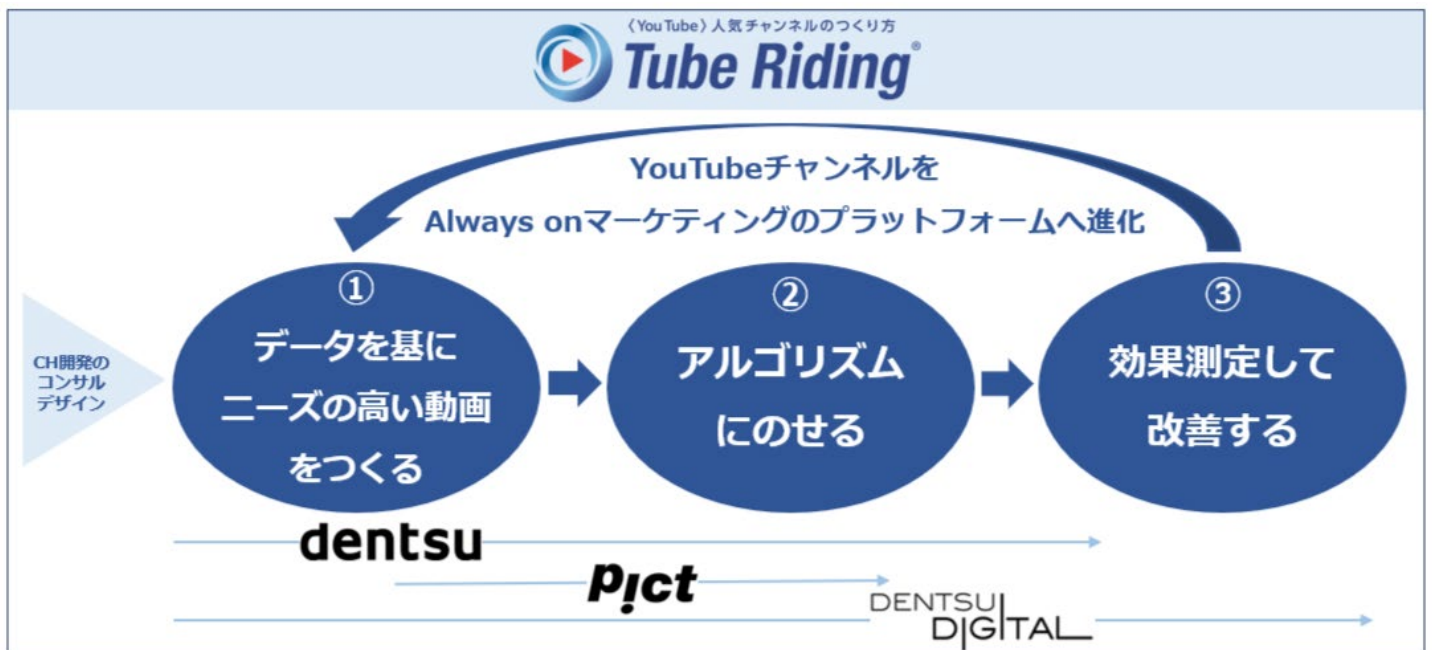 〈YouTube〉人気チャンネルのつくり方
Tube Riding®
YouTubeチャンネルを
Always onマーケティングのプラットフォームへ進化
CH開発の
コンサル
デザイン
①
データを基に
ニーズの高い動画
をつくる
②
アルゴリズム
にのせる
③
効果測定して
改善する
dentsu
pict
DENTSU
DIGITAL